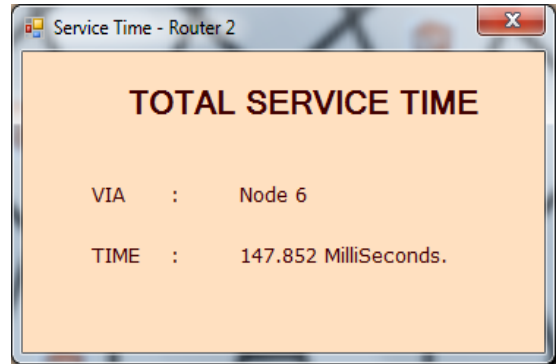 Service Time - Router 2
TOTAL SERVICE TIME
VIA : Node 6
TIME : 147.852 MilliSeconds.